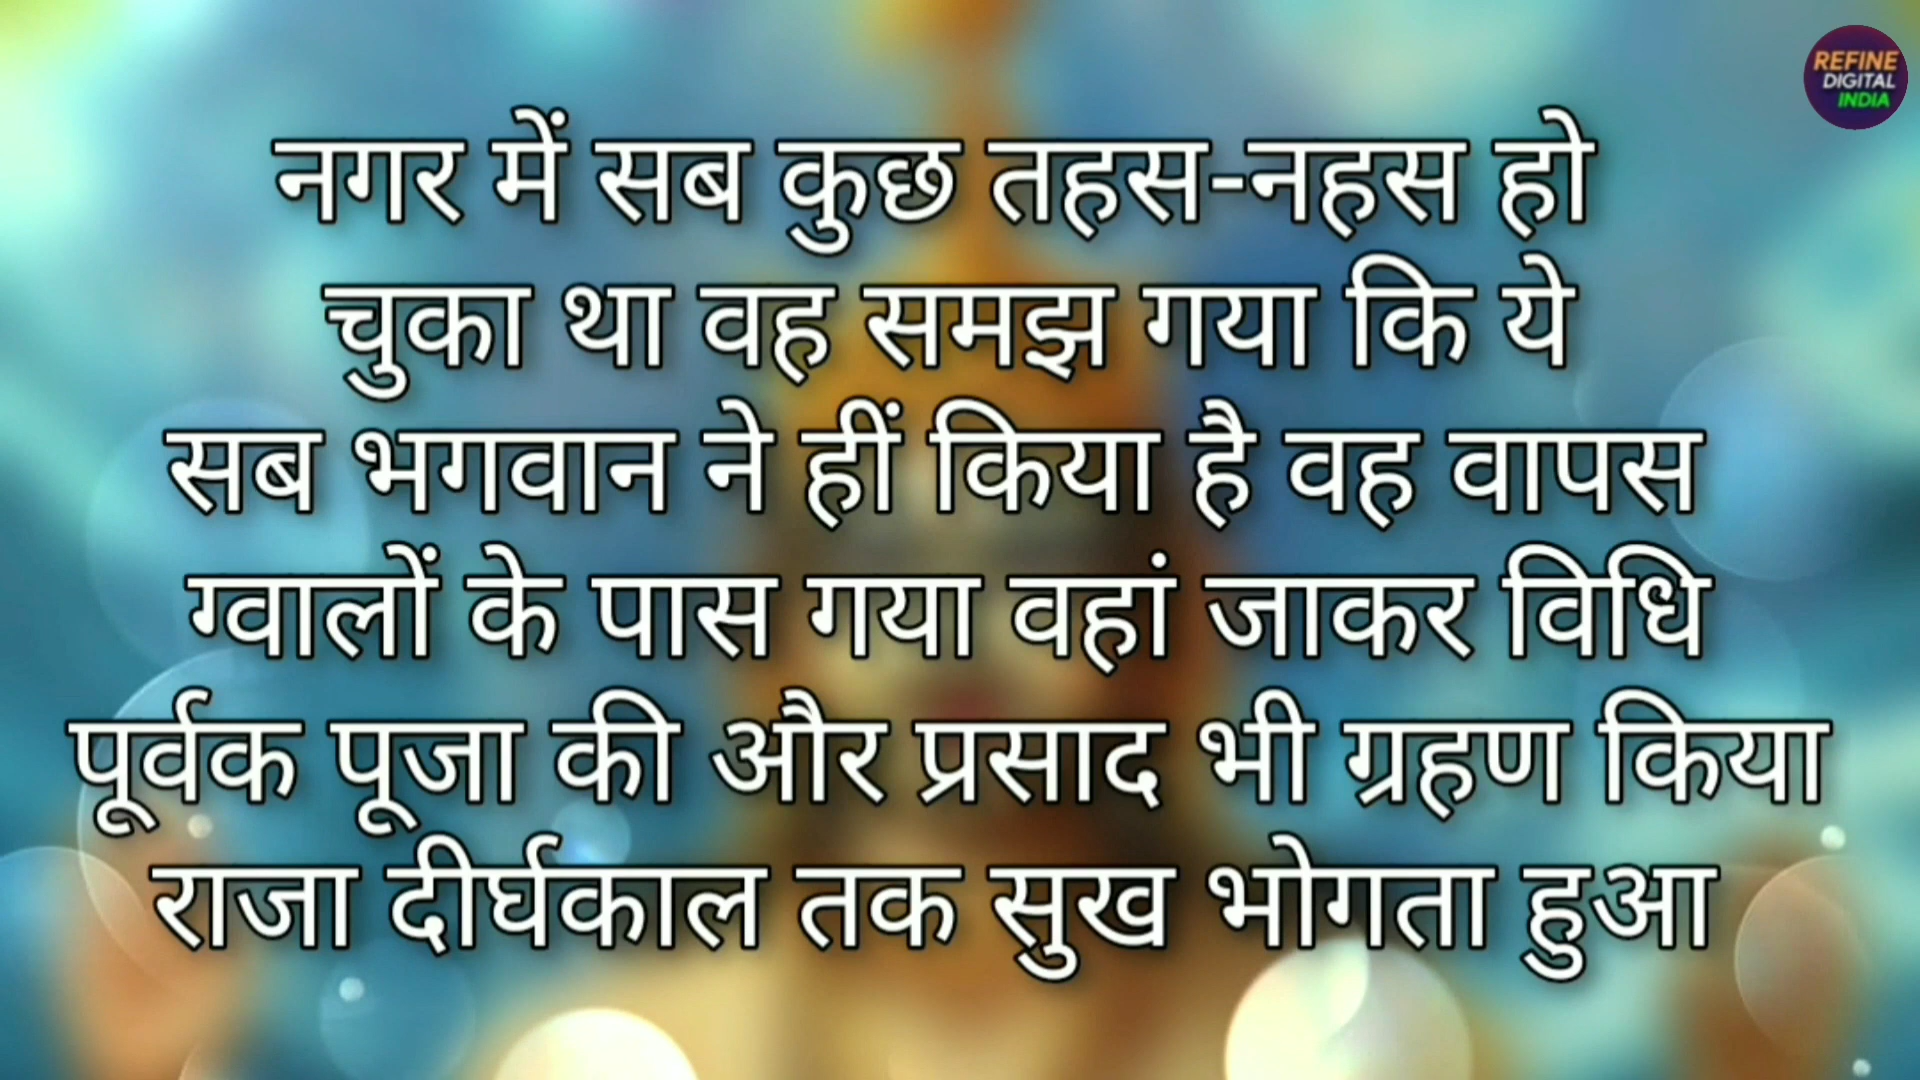 REFINE
DIGITAL
INDIA
नगर में सब कुछ तहस-नहस हो
चुका था वह समझ गया कि ये
सब भगवान ने हीं किया है वह वापस
ग्वालों के पास गया वहां जाकर विधि
पूर्वक पूजा की और प्रसाद भी ग्रहण किया
राजा दीर्घकाल तक सुख भोगता हुआ